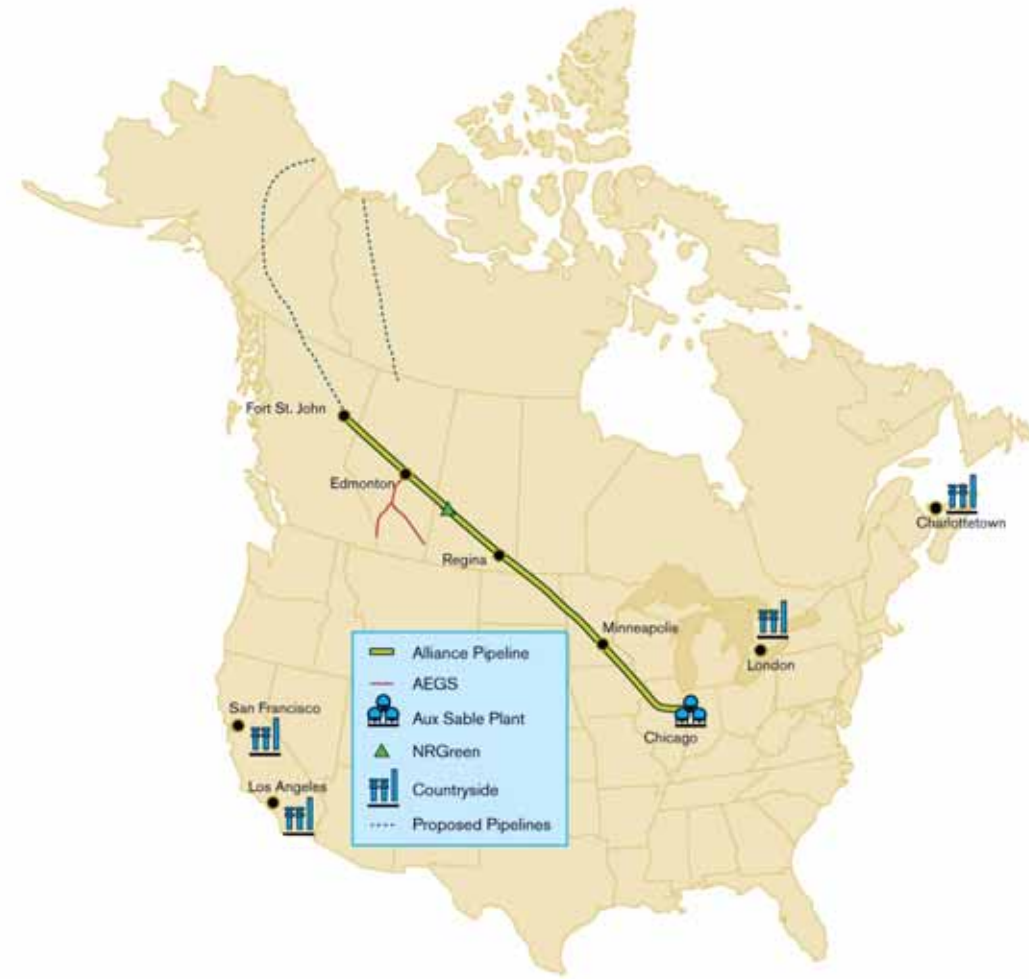 Fort St. John
Edmonton
Regina
Charlottetown
Minneapolis
London
Chicago
San Francisco
Los Angeles
Alliance Pipeline
AEGS
Aux Sable Plant
NRGreen
Countryside
Proposed Pipelines